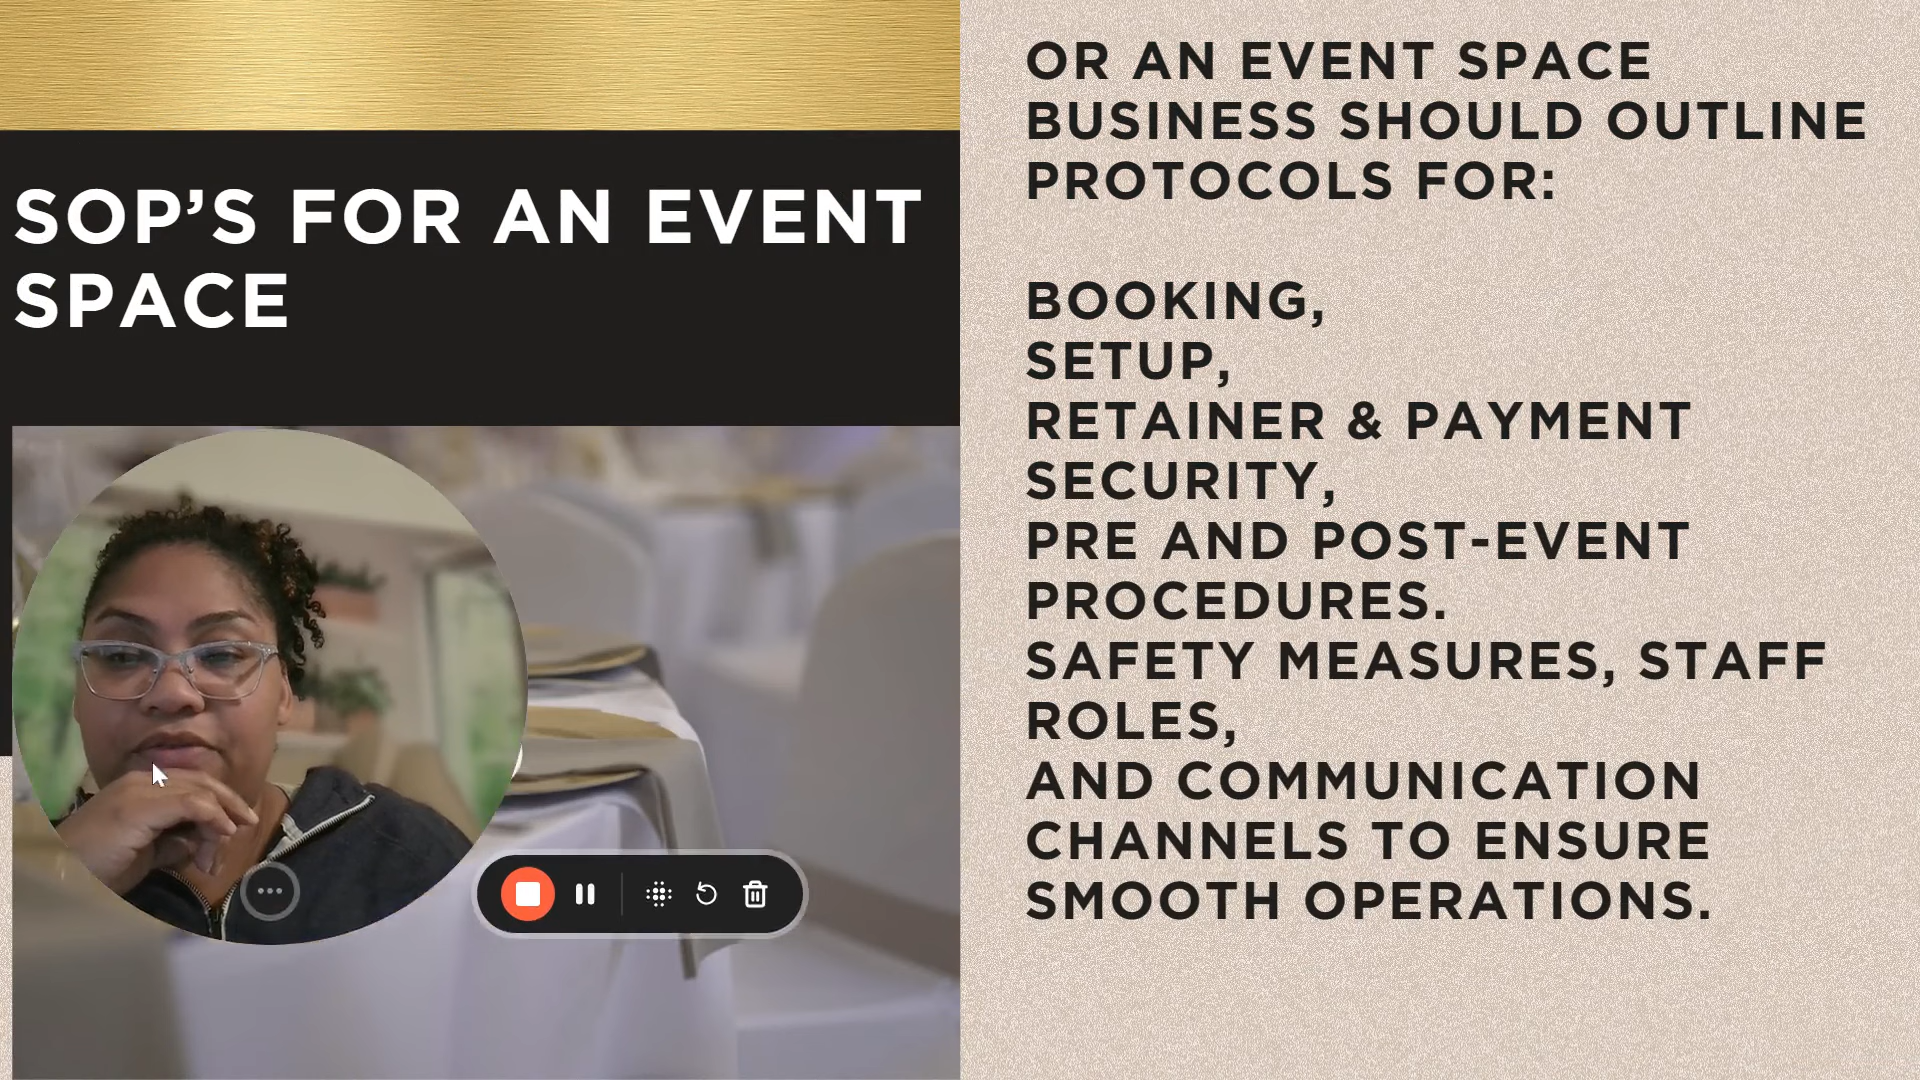 SOP’S FOR AN EVENT
SPACE
OR AN EVENT SPACE
BUSINESS SHOULD OUTLINE
PROTOCOLS FOR:
BOOKING,
SETUP,
RETAINER & PAYMENT
SECURITY,
PRE AND POST-EVENT
PROCEDURES.
SAFETY MEASURES, STAFF
ROLES,
AND COMMUNICATION
CHANNELS TO ENSURE
SMOOTH OPERATIONS.